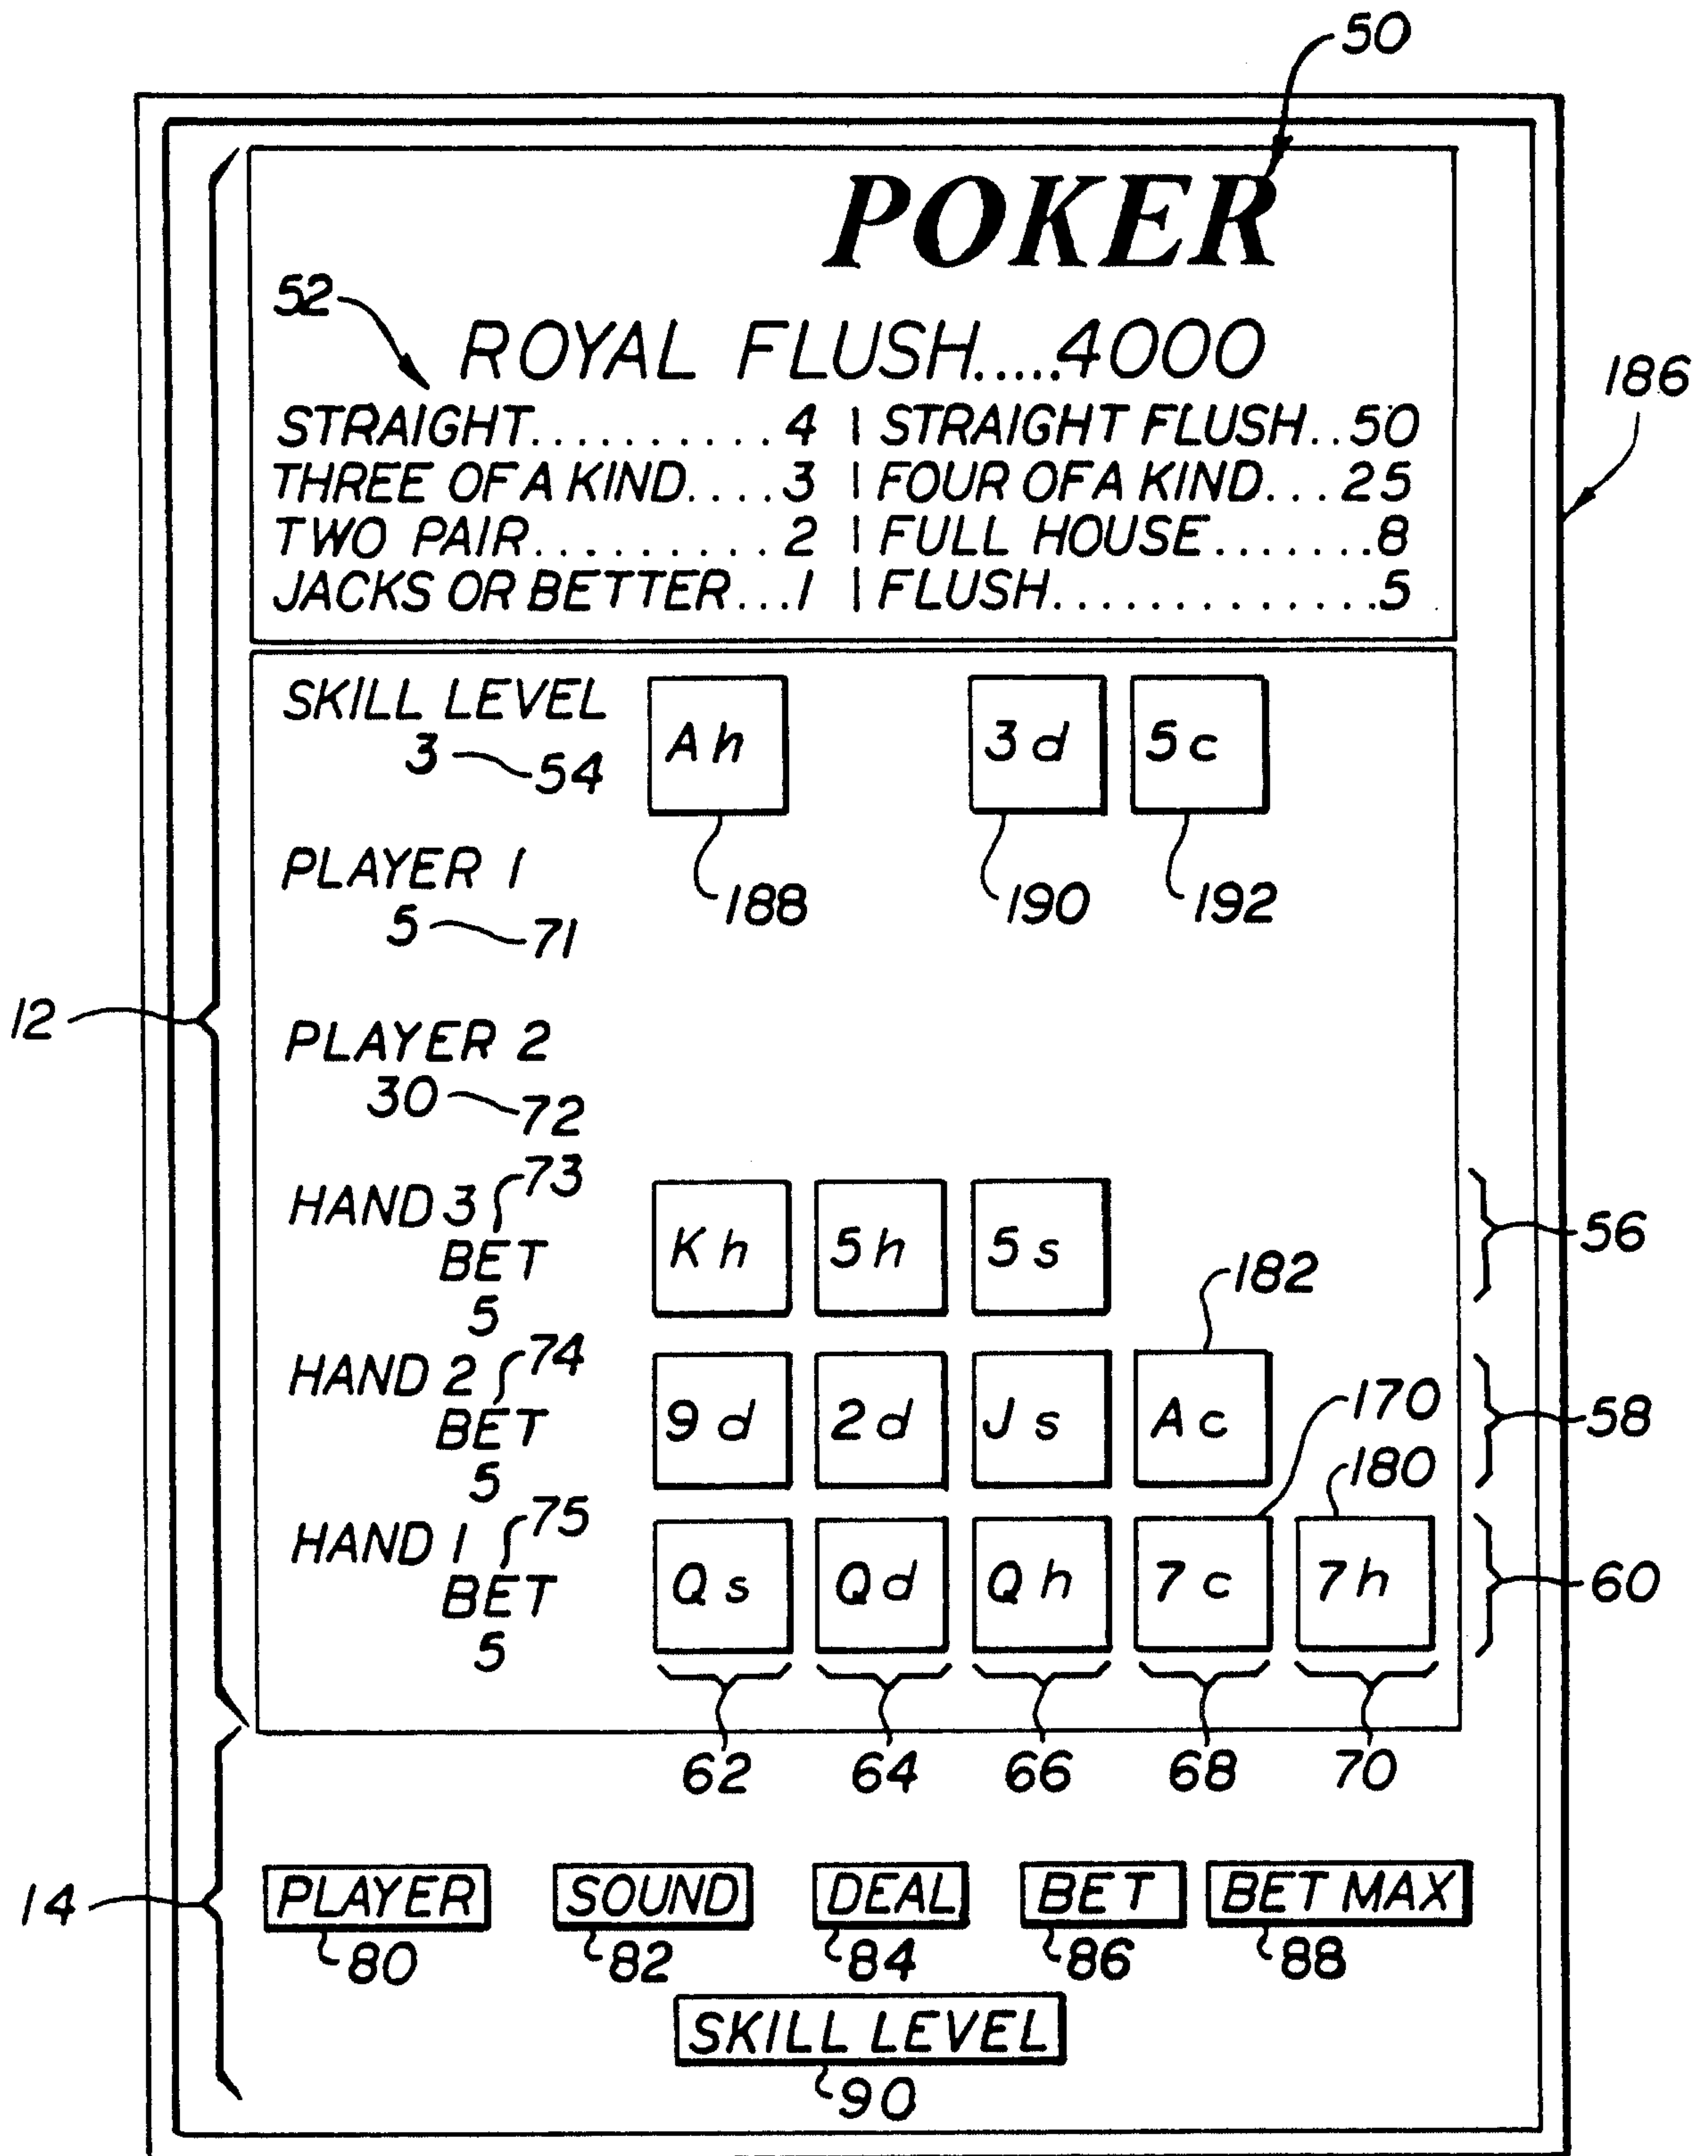 50
POKER
52
ROYAL FLUSH.....4000
186
STRAIGHT..........4 | STRAIGHT FLUSH..50
THREE OF A KIND....3 | FOUR OF A KIND...25
TWO PAIR..........2 | FULL HOUSE.......8
JACKS OR BETTER...1 | FLUSH..............5
SKILL LEVEL
3 54
Ah 3d 5c
188 190 192
PLAYER 1
5 71
12
PLAYER 2
30 72
HAND 3 73
BET
5
Kh 5h 5s
56
182
HAND 2 74
BET
5
9d 2d Js Ac
58
170
180
HAND 1 75
BET
5
Qs Qd Qh 7c 7h
60
62 64 66 68 70
14
PLAYER SOUND DEAL BET BET MAX
80 82 84 86 88
SKILL LEVEL
90